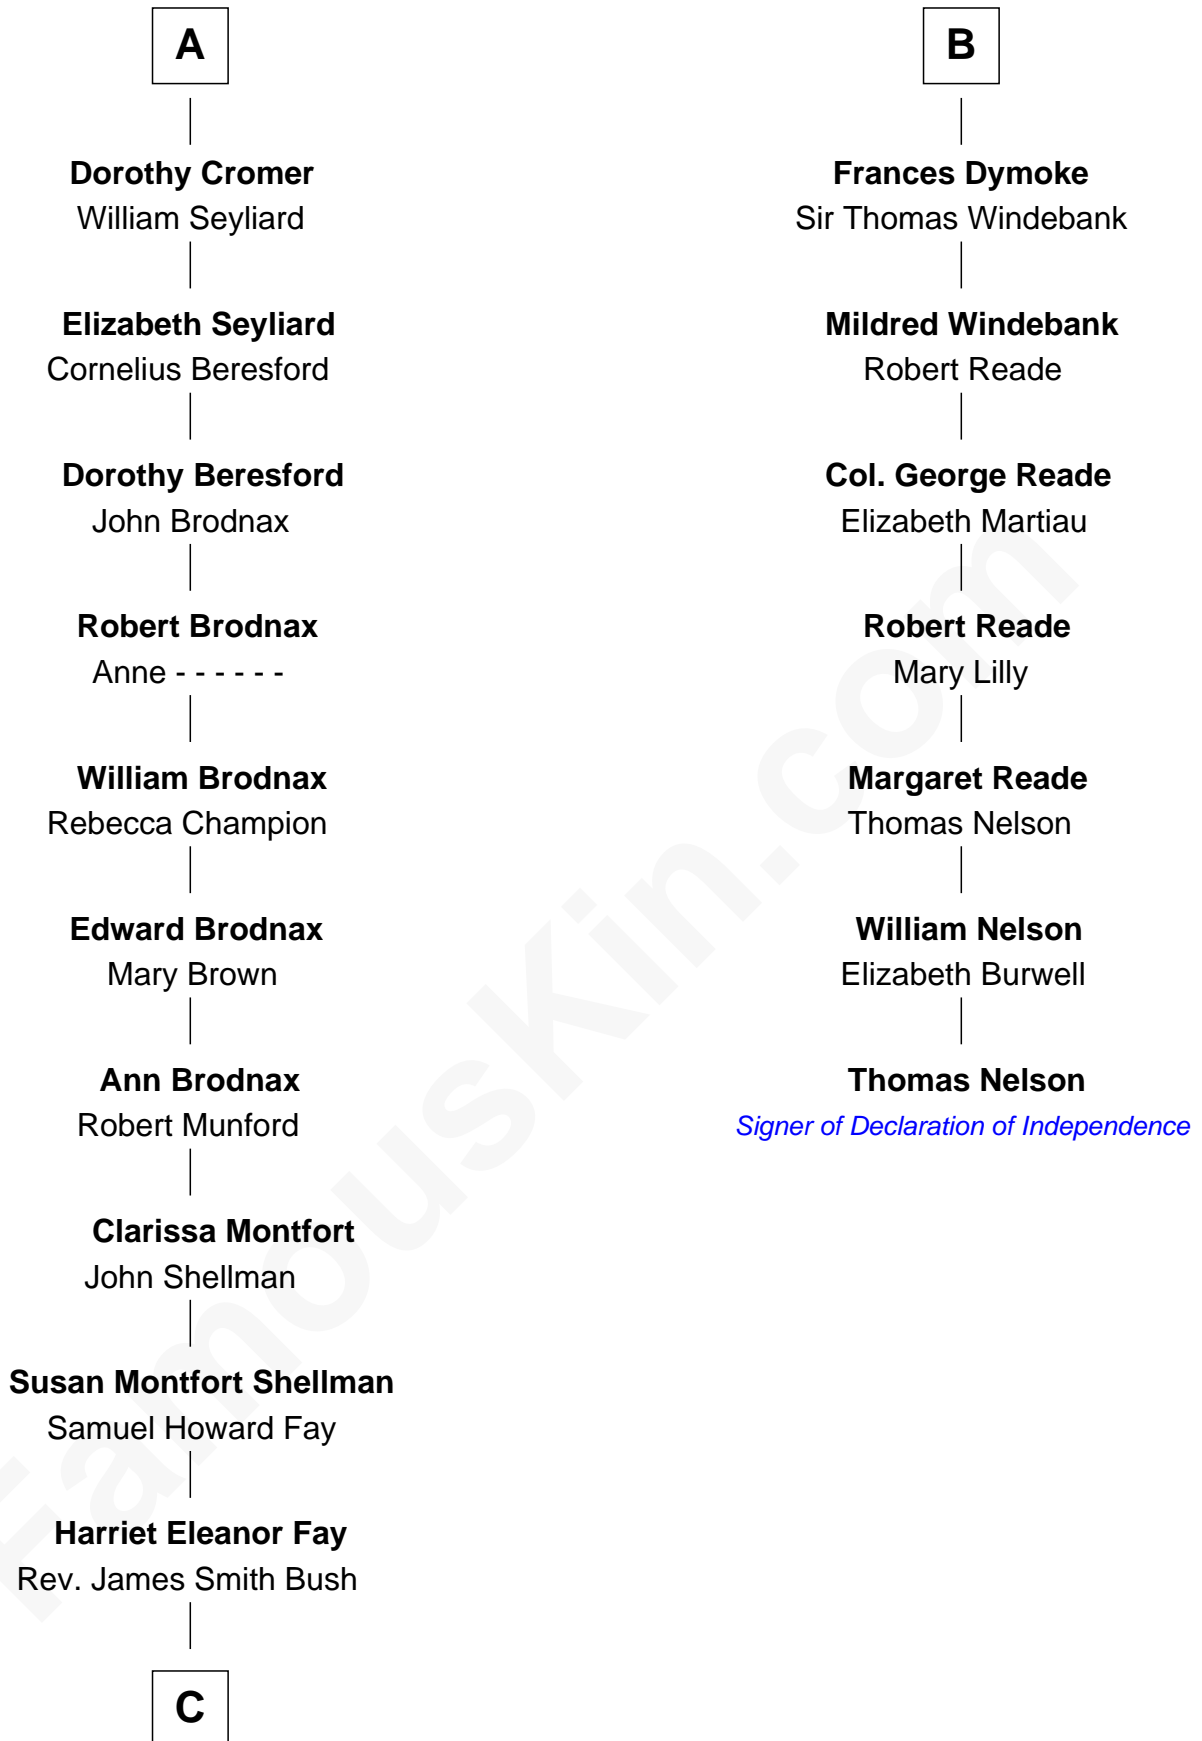 A
Dorothy Cromer
William Seyliard
Elizabeth Seyliard
Cornelius Beresford
Dorothy Beresford
John Brodnax
Robert Brodnax
Anne - - - - - -
William Brodnax
Rebecca Champion
Edward Brodnax
Mary Brown
Ann Brodnax
Robert Munford
Clarissa Montfort
John Shellman
Susan Montfort Shellman
Samuel Howard Fay
Harriet Eleanor Fay
Rev. James Smith Bush
C
B
Frances Dymoke
Sir Thomas Windebank
Mildred Windebank
Robert Reade
Col. George Reade
Elizabeth Martiau
Robert Reade
Mary Lilly
Margaret Reade
Thomas Nelson
William Nelson
Elizabeth Burwell
Thomas Nelson
Signer of Declaration of Independence
FamousKin.com